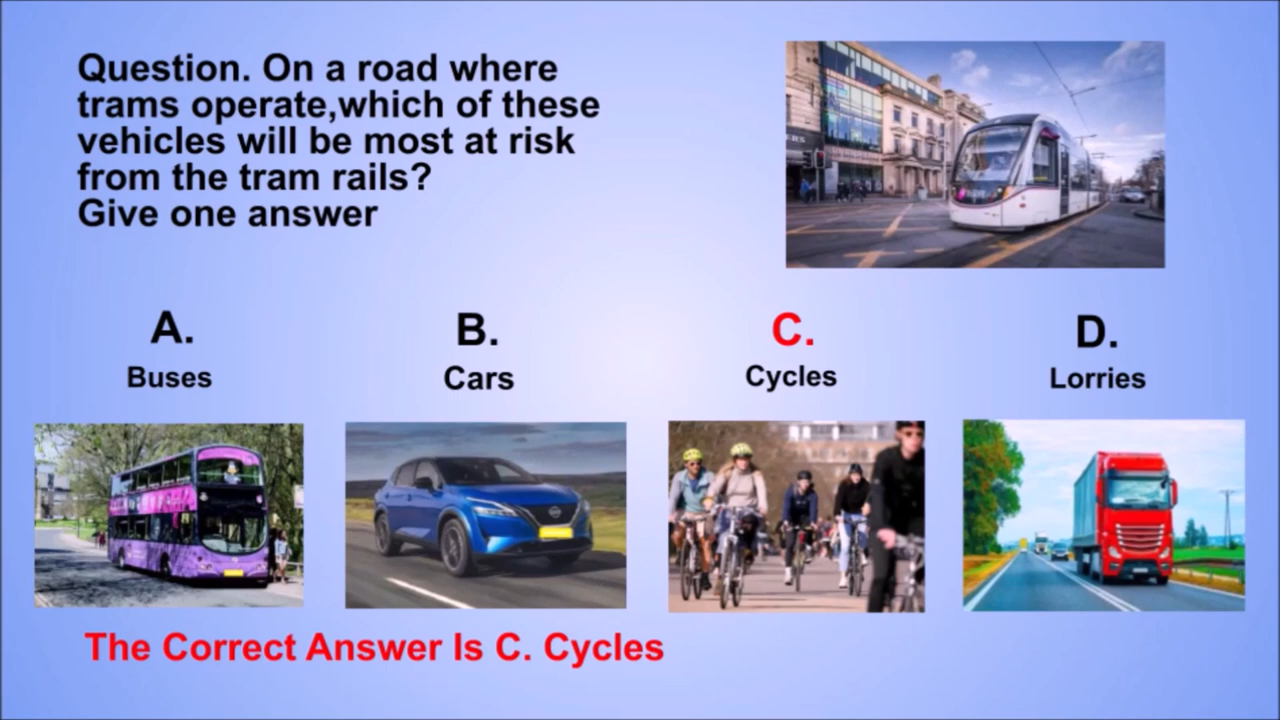 Question. On a road where
trams operate,which of these
vehicles will be most at risk
from the tram rails?
Give one answer
A.
B.
C.
D.
Buses
Cars
Cycles
Lorries
The Correct Answer Is C. Cycles